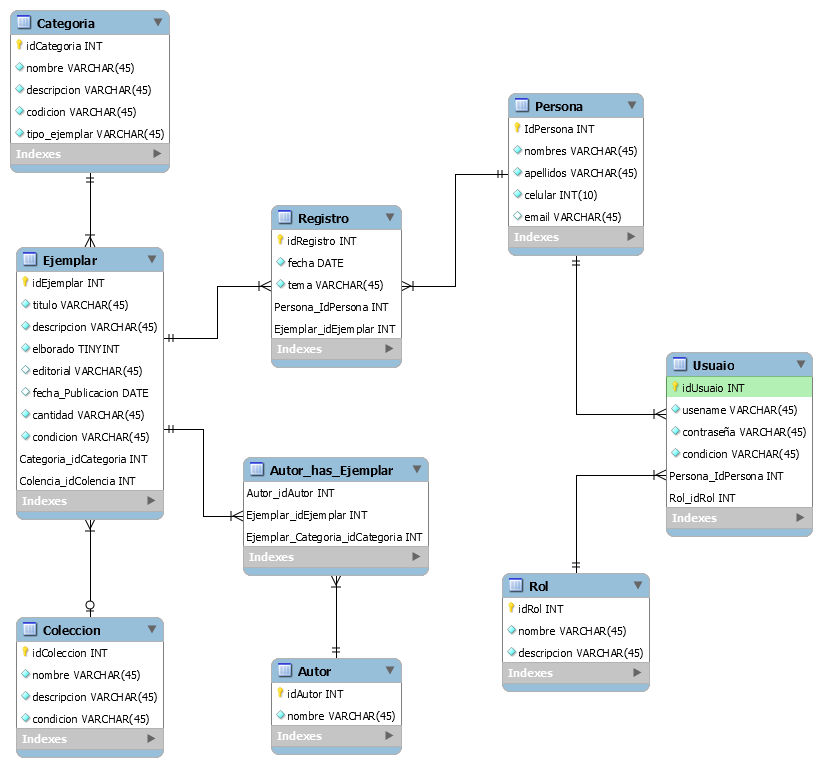 Categoria
idCategoria INT
nombre VARCHAR(45)
descripcion VARCHAR(45)
codicion VARCHAR(45)
tipo_ejemplar VARCHAR(45)
Indexes
Persona
IdPersona INT
nombres VARCHAR(45)
apellidos VARCHAR(45)
celular INT(10)
email VARCHAR(45)
Indexes
Registro
idRegistro INT
fecha DATE
tema VARCHAR(45)
Persona_IdPersona INT
Ejemplar_idEjemplar INT
Indexes
Ejemplar
idEjemplar INT
titulo VARCHAR(45)
descripcion VARCHAR(45)
elborado TINYINT
editorial VARCHAR(45)
fecha_Publicacion DATE
cantidad VARCHAR(45)
condicion VARCHAR(45)
Categoria_idCategoria INT
Colencia_idColencia INT
Indexes
Usuaio
idUsuaio INT
usename VARCHAR(45)
contraseña VARCHAR(45)
condicion VARCHAR(45)
Persona_IdPersona INT
Rol_idRol INT
Indexes
Autor_has_Ejemplar
Autor_idAutor INT
Ejemplar_idEjemplar INT
Ejemplar_Categoria_idCategoria INT
Indexes
Rol
idRol INT
nombre VARCHAR(45)
descripcion VARCHAR(45)
Indexes
Coleccion
idColeccion INT
nombre VARCHAR(45)
descripcion VARCHAR(45)
condicion VARCHAR(45)
Indexes
Autor
idAutor INT
nombre VARCHAR(45)
Indexes